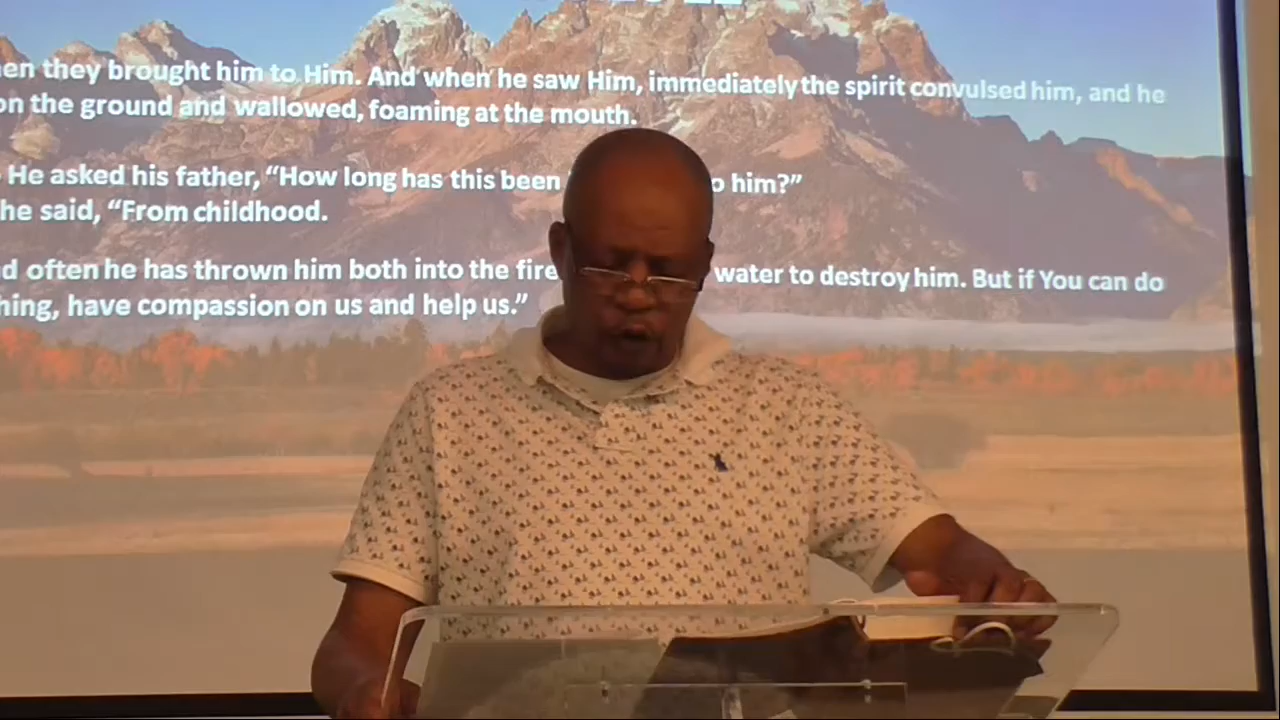 they brought him to Him. And when he saw Him, immediately the spirit convulsed him, and he
on the ground and wallowed, foaming at the mouth.
He asked his father, “How long has this been him?”
he said, “From childhood.
often he has thrown him both into the fire water to destroy him. But if You can do
have compassion on us and help us.”